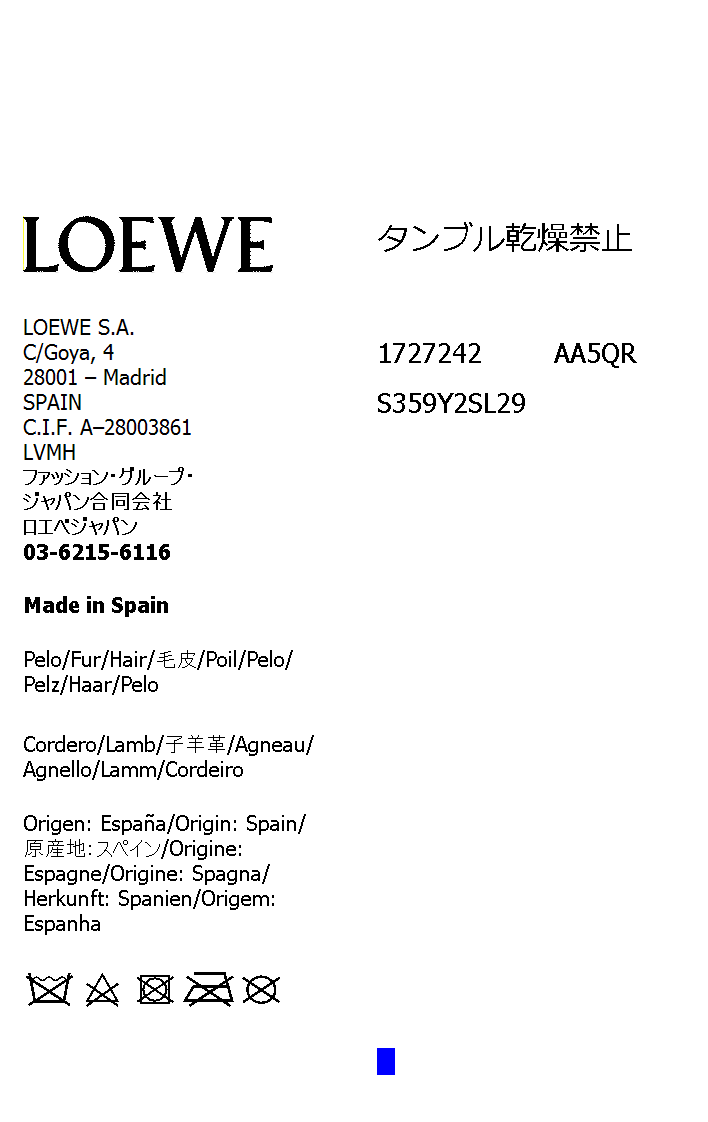 LOEWE
LOEWE S.A.
C/Goya, 4
28001 – Madrid
SPAIN
C.I.F. A–28003861
LVMH
ファッション・グループ・
ジャパン合同会社
ロエベジャパン
03-6215-6116
Made in Spain
Pelo/Fur/Hair/毛皮/Poil/Pelo/
Pelz/Haar/Pelo
Cordero/Lamb/子羊革/Agneau/
Agnello/Lamm/Cordeiro
Origen: España/Origin: Spain/
原産地：スペイン/Origine:
Espagne/Origine: Spagna/
Herkunft: Spanien/Origem:
Espanha
タンブル乾燥禁止
1727242 AA5QR
S359Y2SL29